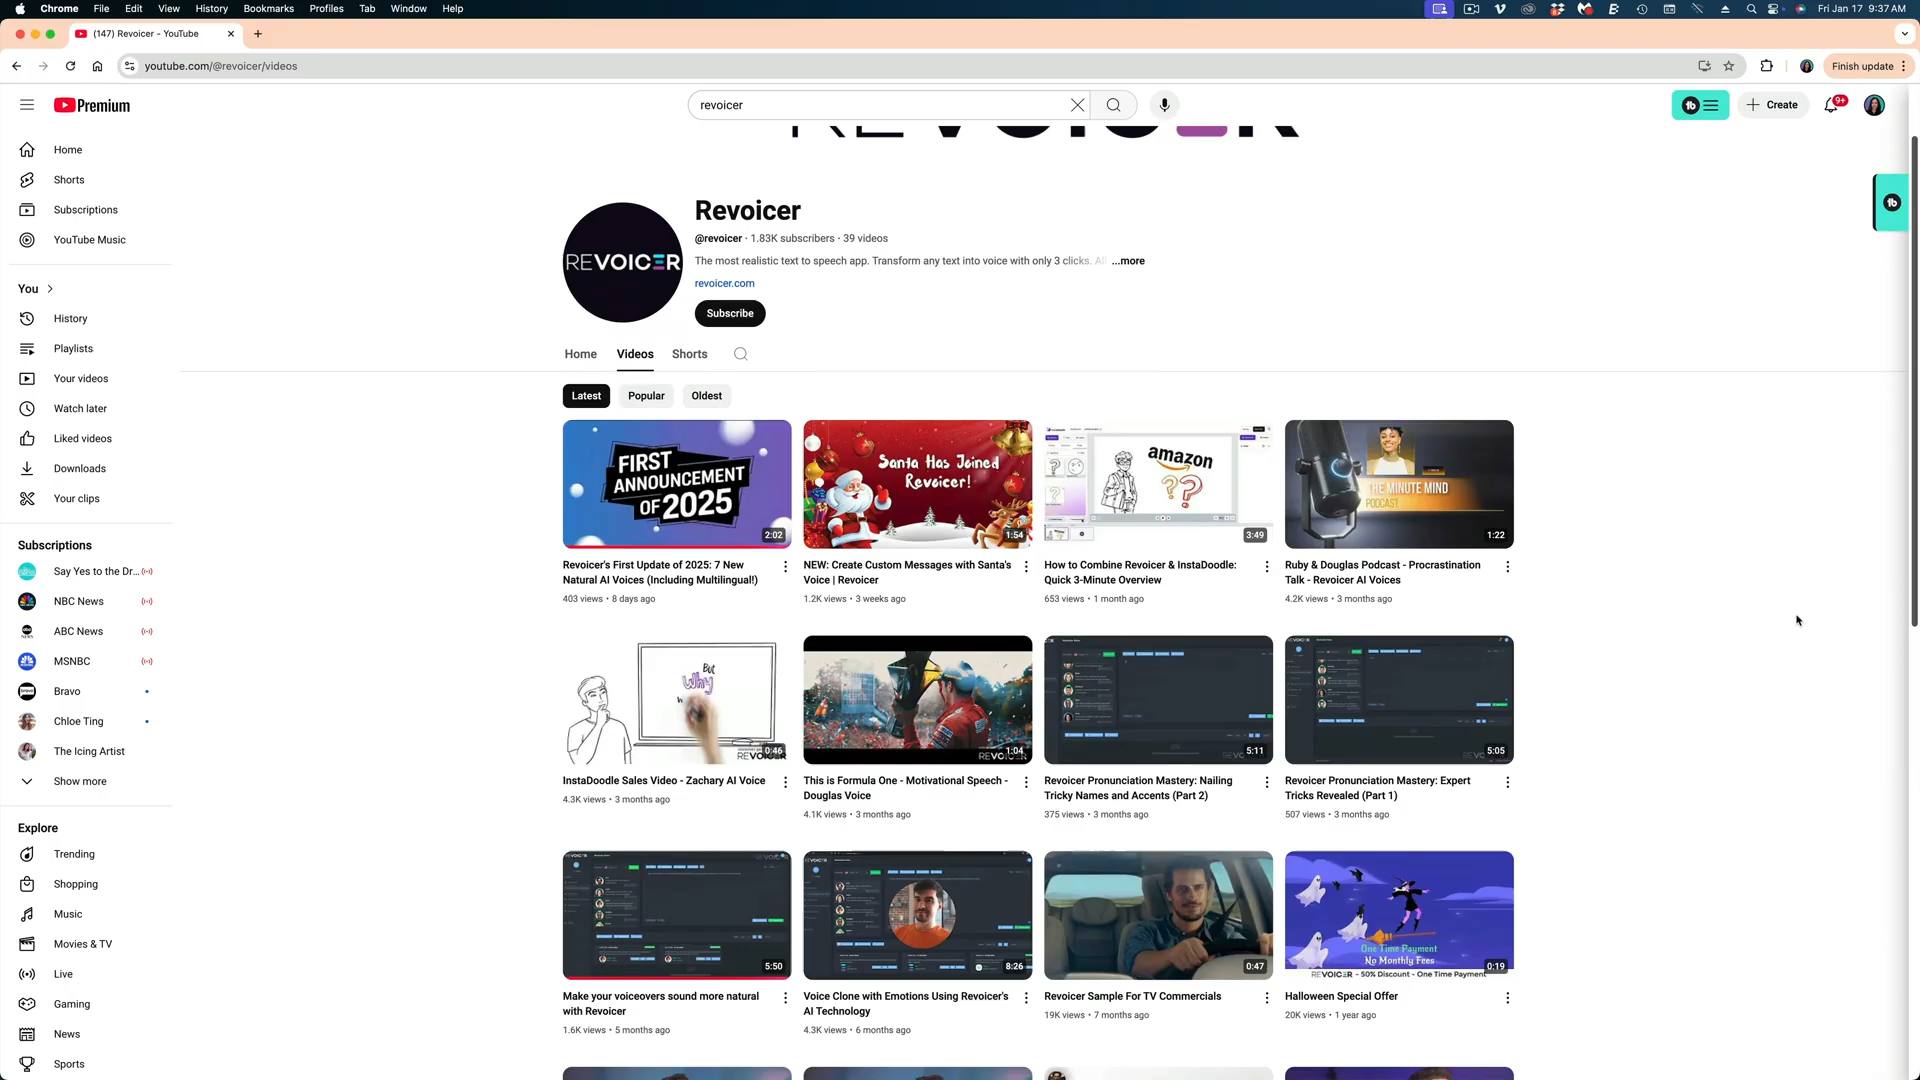 Chrome File Edit View History Bookmarks Profiles Tab Window Help
Fri Jan 17 9:37 AM
(147) Revoicer - YouTube
youtube.com/@revoicer/videos
Finish update
Premium
revoicer
Create
9+
Home
Shorts
Subscriptions
YouTube Music
You
History
Playlists
Your videos
Watch later
Liked videos
Downloads
Your clips
Subscriptions
Say Yes to the Dr...
NBC News
ABC News
MSNBC
Bravo
Chloe Ting
The Icing Artist
Show more
Explore
Trending
Shopping
Music
Movies & TV
Live
Gaming
News
Sports
REVOICER
REVOICER
Revoicer
@revoicer · 1.83K subscribers · 39 videos
The most realistic text to speech app. Transform any text into voice with only 3 clicks. All ...more
revoicer.com
Subscribe
Home Videos Shorts
Latest Popular Oldest
FIRST
ANNOUNCEMENT
OF 2025
2:02
Revoicer's First Update of 2025: 7 New
Natural AI Voices (Including Multilingual!)
403 views • 8 days ago
Santa Has Joined
Revoicer!
1:54
NEW: Create Custom Messages with Santa's
Voice | Revoicer
1.2K views • 3 weeks ago
amazon
??
3:49
How to Combine Revoicer & InstaDoodle:
Quick 3-Minute Overview
653 views • 1 month ago
THE MINUTE MIND
PODCAST
1:22
Ruby & Douglas Podcast - Procrastination
Talk - Revoicer AI Voices
4.2K views • 3 months ago
But
Why
w
0:46
InstaDoodle Sales Video - Zachary AI Voice
4.3K views • 3 months ago
REVOICER
1:04
This is Formula One - Motivational Speech -
Douglas Voice
4.1K views • 3 months ago
5:11
Revoicer Pronunciation Mastery: Nailing
Tricky Names and Accents (Part 2)
375 views • 3 months ago
5:05
Revoicer Pronunciation Mastery: Expert
Tricks Revealed (Part 1)
507 views • 3 months ago
5:50
Make your voiceovers sound more natural
with Revoicer
1.6K views • 5 months ago
8:26
Voice Clone with Emotions Using Revoicer's
AI Technology
4.3K views • 6 months ago
0:47
Revoicer Sample For TV Commercials
19K views • 7 months ago
One Time Payment
No Monthly Fees
REVOICER - 50% Discount - One Time Payment
0:19
Halloween Special Offer
20K views • 1 year ago